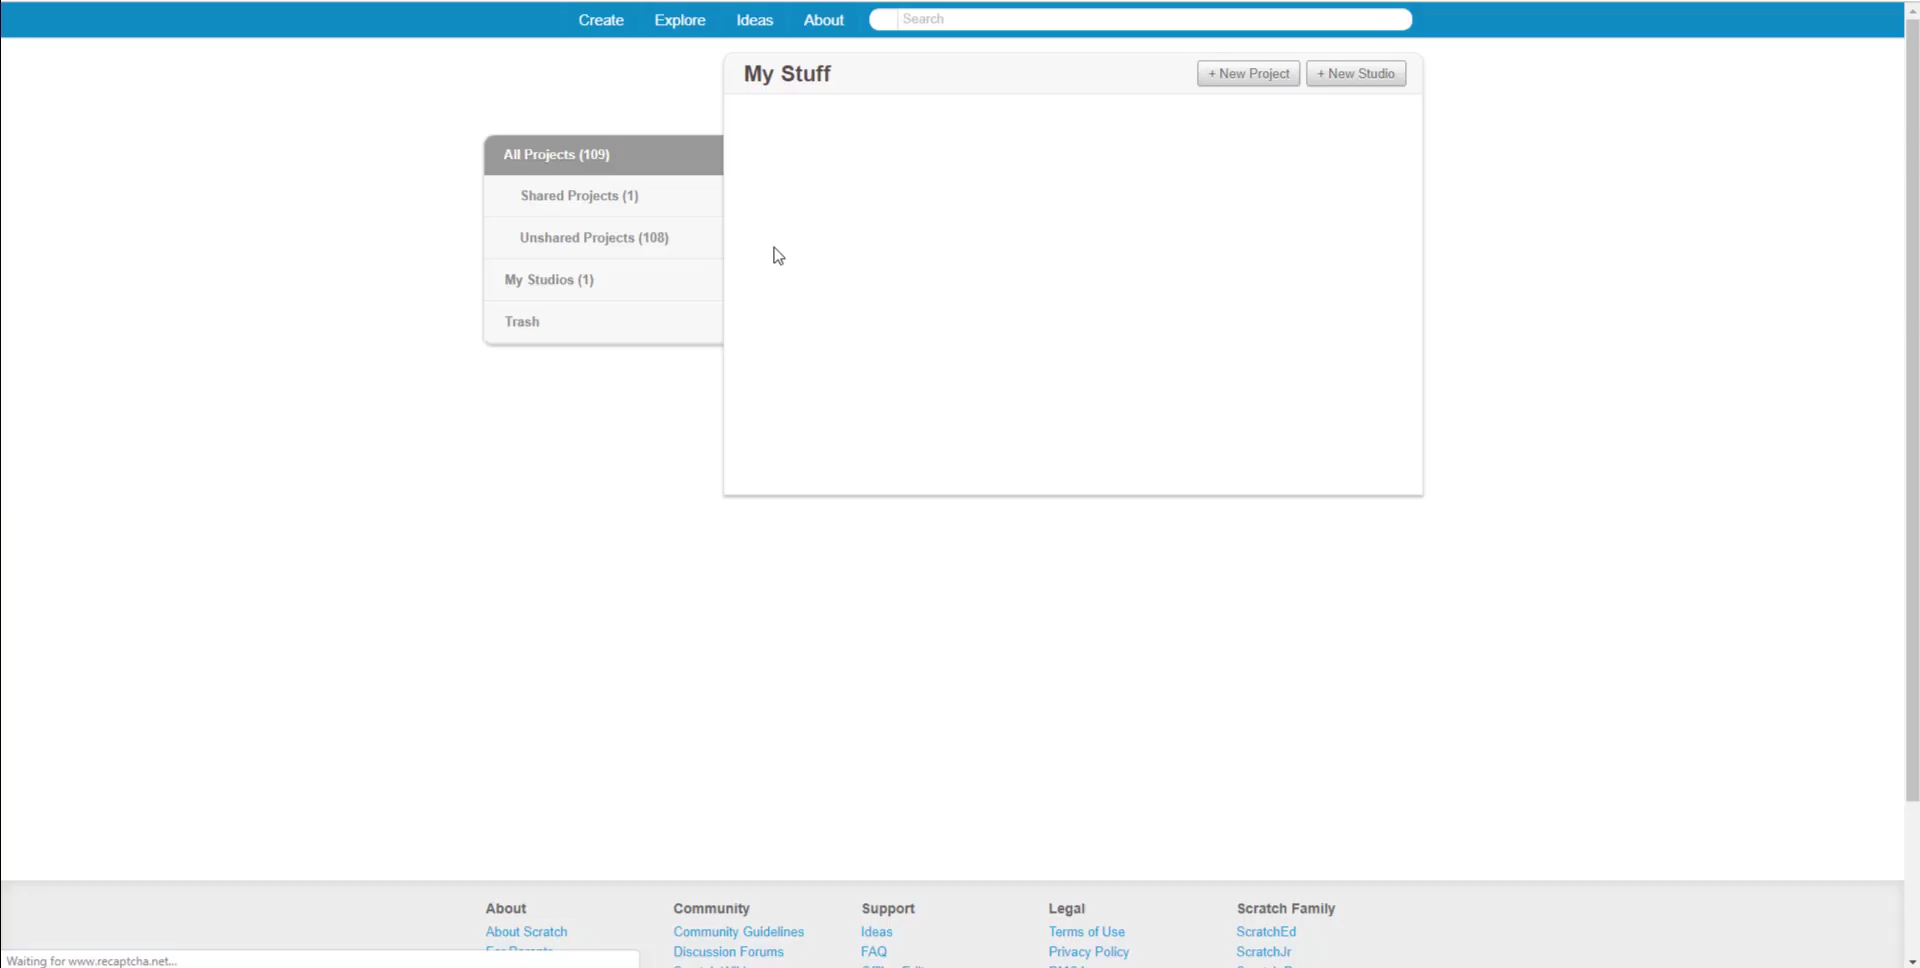 Create Explore Ideas About Search
My Stuff + New Project + New Studio
All Projects (109)
Shared Projects (1)
Unshared Projects (108)
My Studios (1)
Trash
About Community Support Legal Scratch Family
About Scratch Community Guidelines Ideas Terms of Use ScratchEd
Discussion Forums FAQ Privacy Policy ScratchJr
Waiting for www.recaptcha.net...